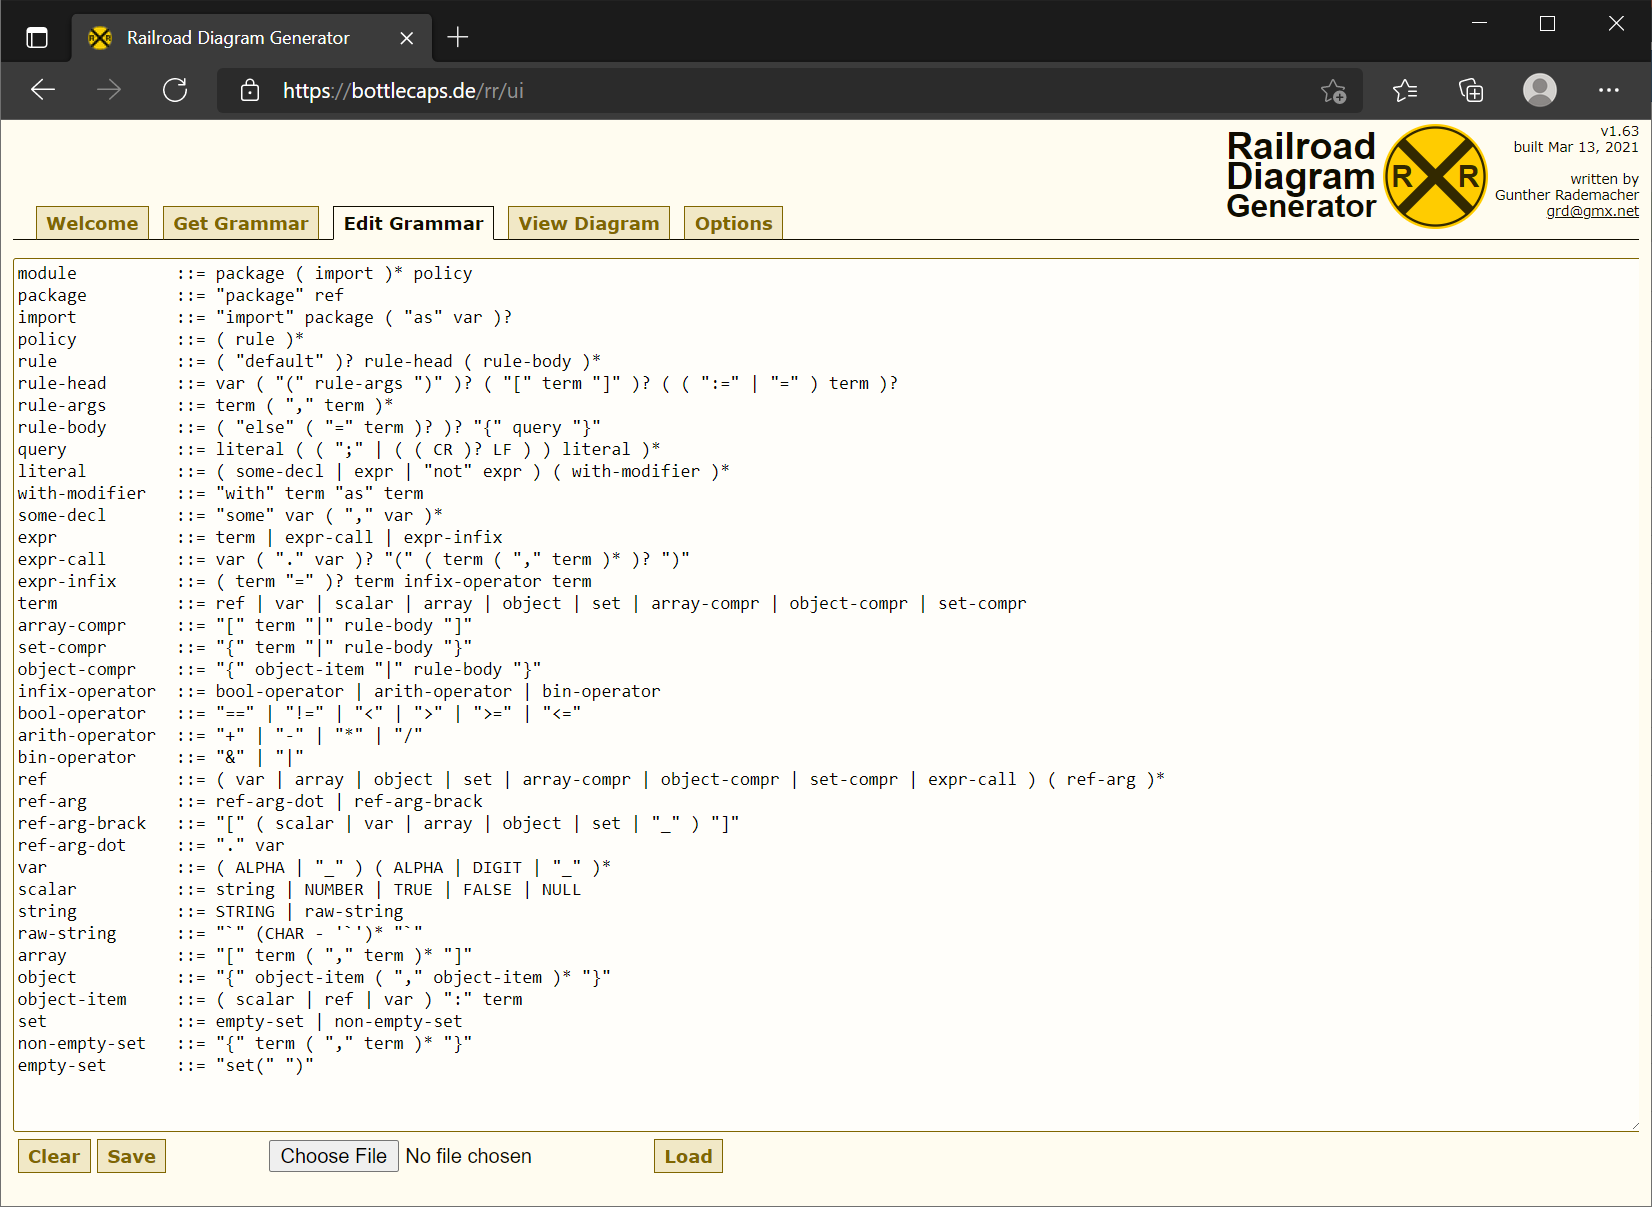 Railroad Diagram Generator
https://bottlecaps.de/rr/ui
Railroad
Diagram
Generator
R R
v1.63
built Mar 13, 2021
written by
Gunther Rademacher
grd@gmx.net
Welcome Get Grammar Edit Grammar View Diagram Options
module ::= package ( import )* policy
package ::= "package" ref
import ::= "import" package ( "as" var )?
policy ::= ( rule )*
rule ::= ( "default" )? rule-head ( rule-body )*
rule-head ::= var ( "(" rule-args ")" )? ( "[" term "]" )? ( ( ":=" | "=" ) term )?
rule-args ::= term ( "," term )*
rule-body ::= ( "else" ( "=" term )? )? "{" query "}"
query ::= literal ( ( ";" | ( ( CR )? LF ) ) literal )*
literal ::= ( some-decl | expr | "not" expr ) ( with-modifier )*
with-modifier ::= "with" term "as" term
some-decl ::= "some" var ( "," var )*
expr ::= term | expr-call | expr-infix
expr-call ::= var ( "." var )? "(" ( term ( "," term )* )? ")"
expr-infix ::= ( term "=" )? term infix-operator term
term ::= ref | var | scalar | array | object | set | array-compr | object-compr | set-compr
array-compr ::= "[" term "|" rule-body "]"
set-compr ::= "{" term "|" rule-body "}"
object-compr ::= "{" object-item "|" rule-body "}"
infix-operator ::= bool-operator | arith-operator | bin-operator
bool-operator ::= "==" | "!=" | "<" | ">" | ">=" | "<="
arith-operator ::= "+" | "-" | "*" | "/"
bin-operator ::= "&" | "|"
ref ::= ( var | array | object | set | array-compr | object-compr | set-compr | expr-call ) ( ref-arg )*
ref-arg ::= ref-arg-dot | ref-arg-brack
ref-arg-brack ::= "[" ( scalar | var | array | object | set | "_" ) "]"
ref-arg-dot ::= "." var
var ::= ( ALPHA | "_" ) ( ALPHA | DIGIT | "_" )*
scalar ::= string | NUMBER | TRUE | FALSE | NULL
string ::= STRING | raw-string
raw-string ::= "`" (CHAR - '`')* "`"
array ::= "[" term ( "," term )* "]"
object ::= "{" object-item ( "," object-item )* "}"
object-item ::= ( scalar | ref | var ) ":" term
set ::= empty-set | non-empty-set
non-empty-set ::= "{" term ( "," term )* "}"
empty-set ::= "set(" ")"
Clear Save Choose File No file chosen Load